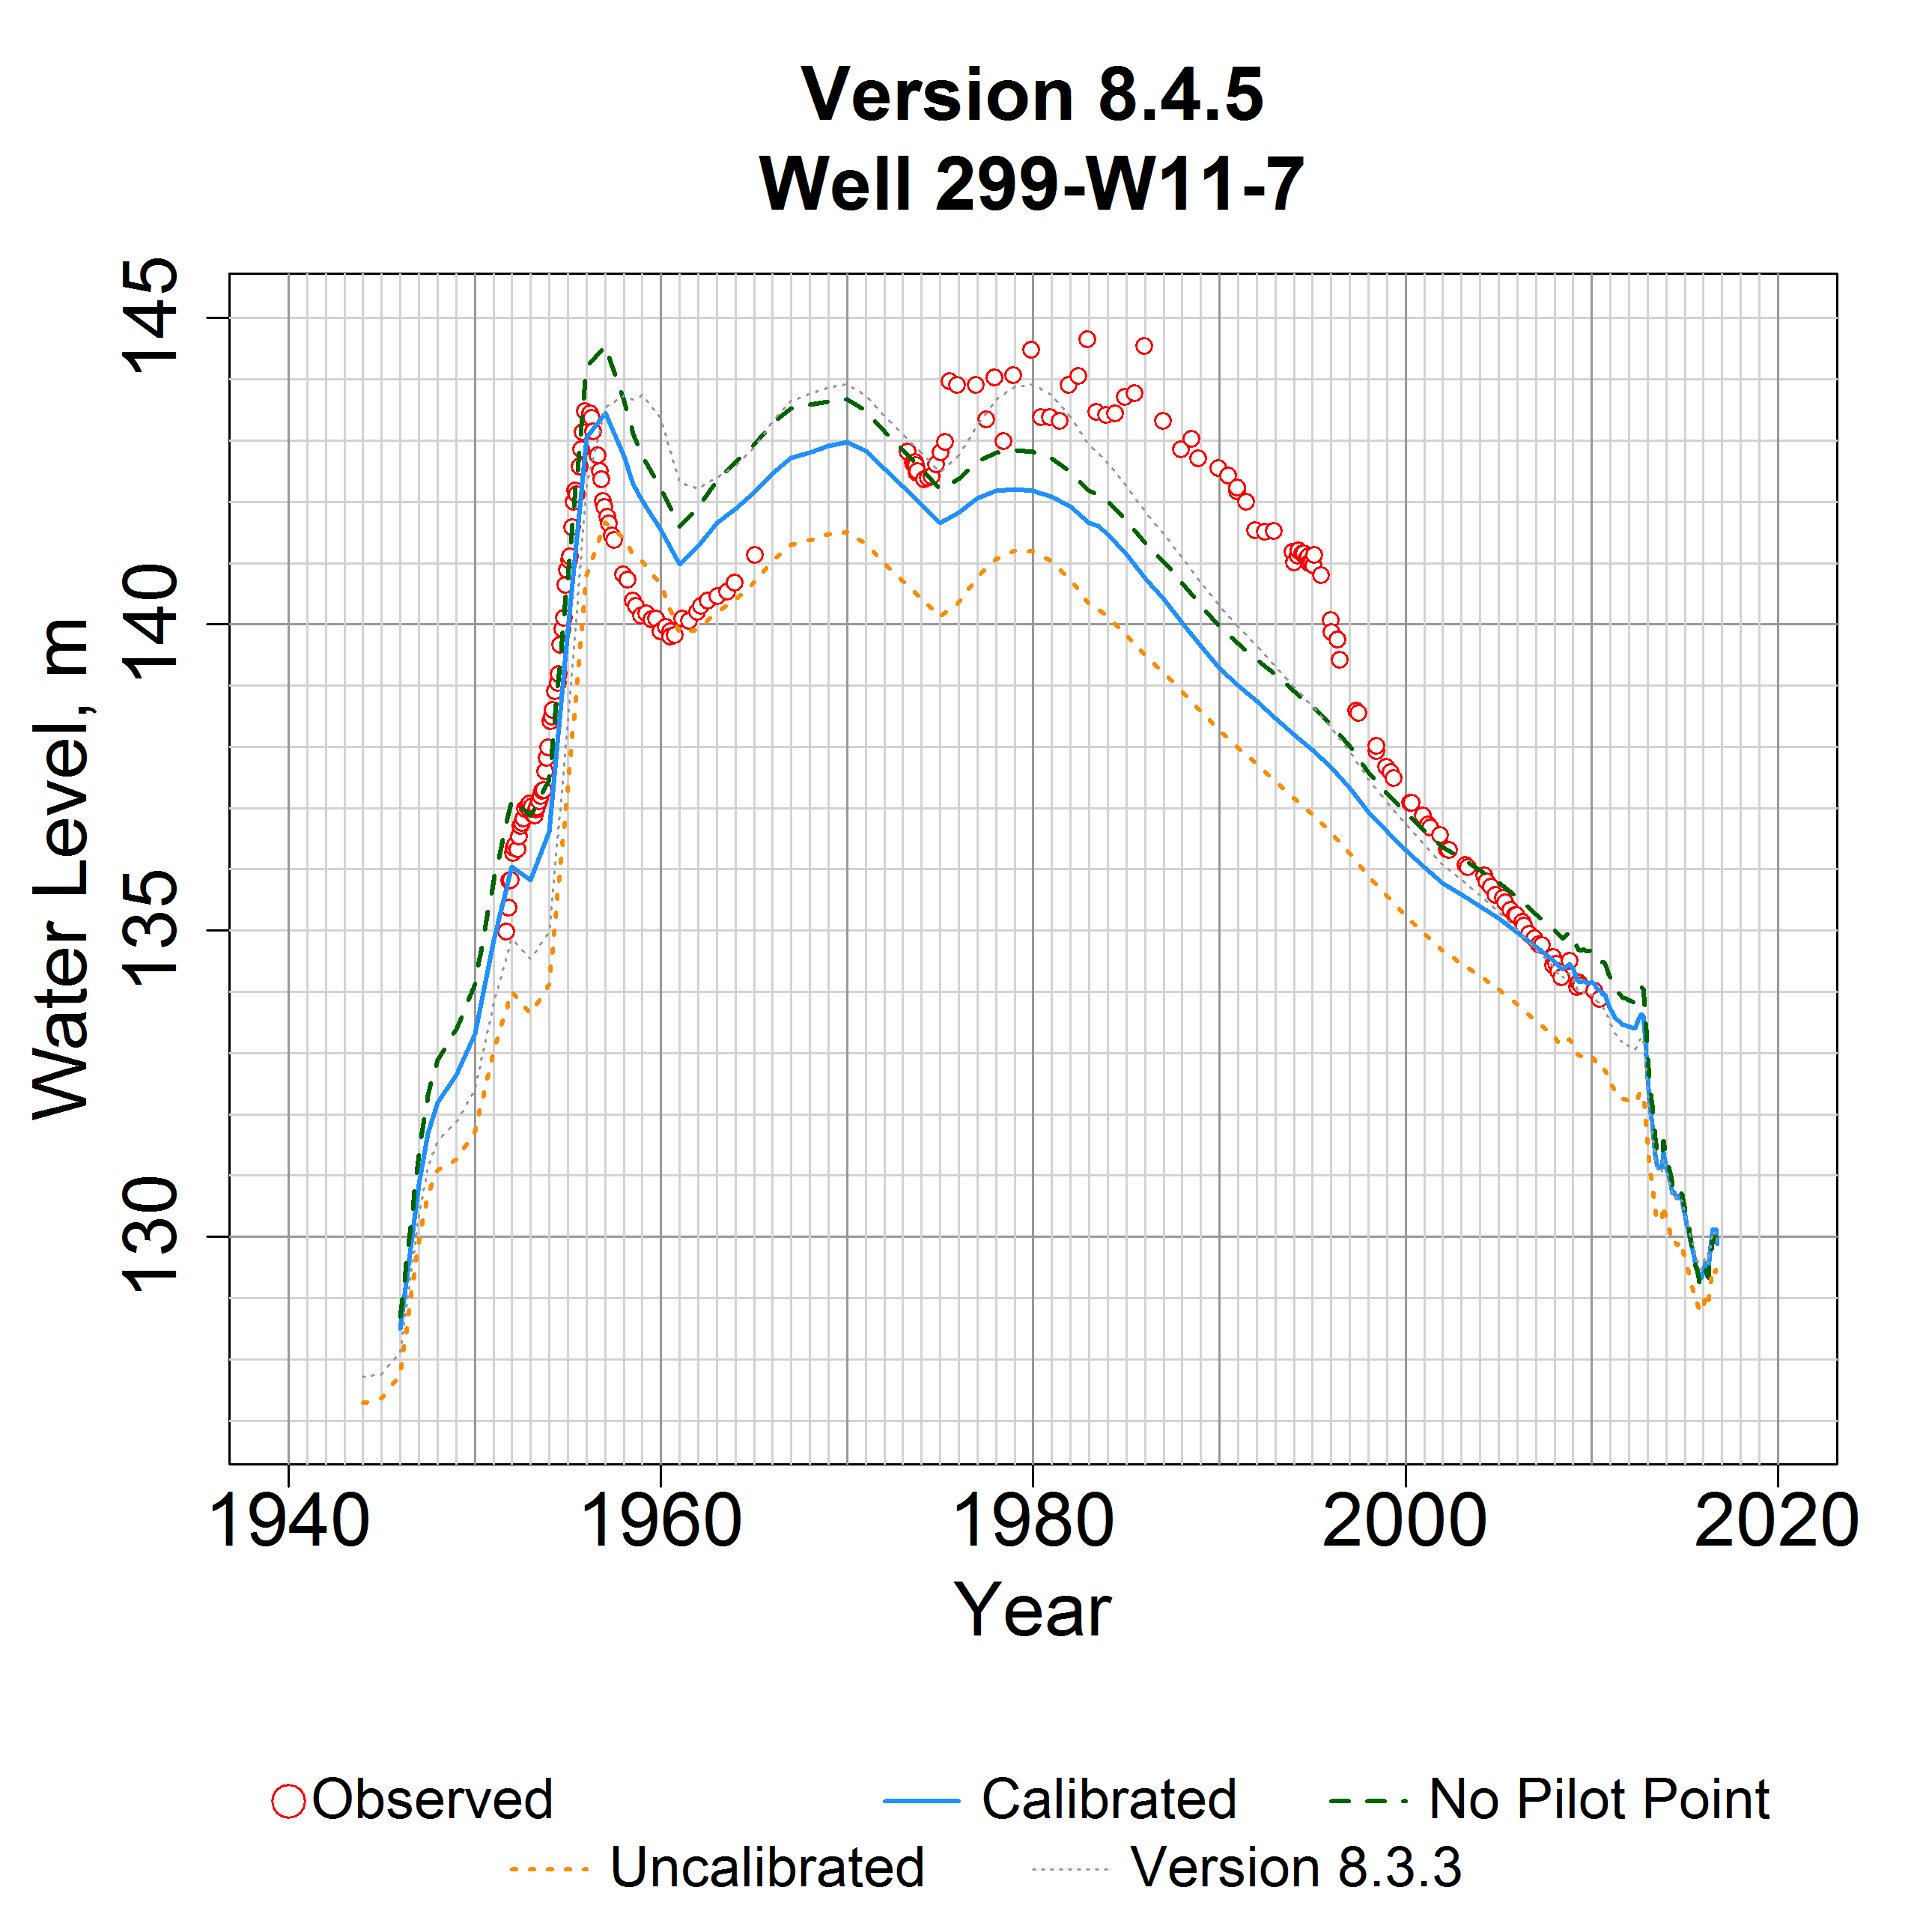 Version 8.4.5
Well 299-W11-7
Water Level, m
145
140
135
130
1940 1960 1980 2000 2020
Year
Observed Calibrated No Pilot Point
Uncalibrated Version 8.3.3